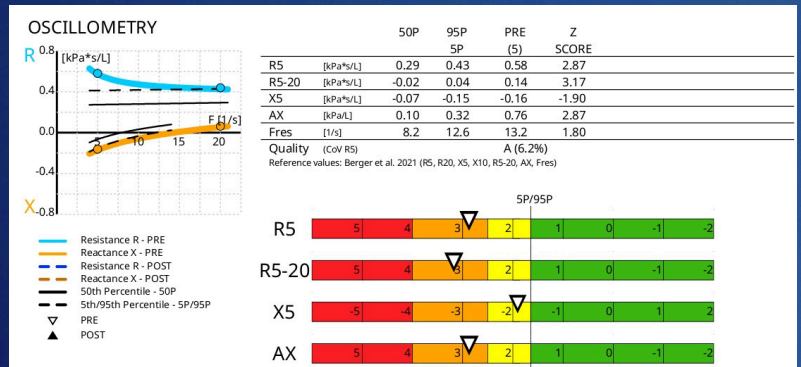 OSCILLOMETRY
R 0.8 [kPa*s/L]
0.4
F [1/s]
0.0
5 10 15 20
-0.4
X -0.8
Resistance R - PRE
Reactance X - PRE
Resistance R - POST
Reactance X - POST
50th Percentile - 50P
5th/95th Percentile - 5P/95P
PRE
POST
50P 95P PRE Z
5P (5) SCORE
R5 [kPa*s/L] 0.29 0.43 0.58 2.87
R5-20 [kPa*s/L] -0.02 0.04 0.14 3.17
X5 [kPa*s/L] -0.07 -0.15 -0.16 -1.90
AX [kPa/L] 0.10 0.32 0.76 2.87
Fres [1/s] 8.2 12.6 13.2 1.80
Quality (CoV R5) A (6.2%)
Reference values: Berger et al. 2021 (R5, R20, X5, X10, R5-20, AX, Fres)
5P/95P
R5 5 4 3 2 1 0 -1 -2
R5-20 5 4 3 2 1 0 -1 -2
X5 -5 -4 -3 -2 -1 0 1 2
AX 5 4 3 2 1 0 -1 -2